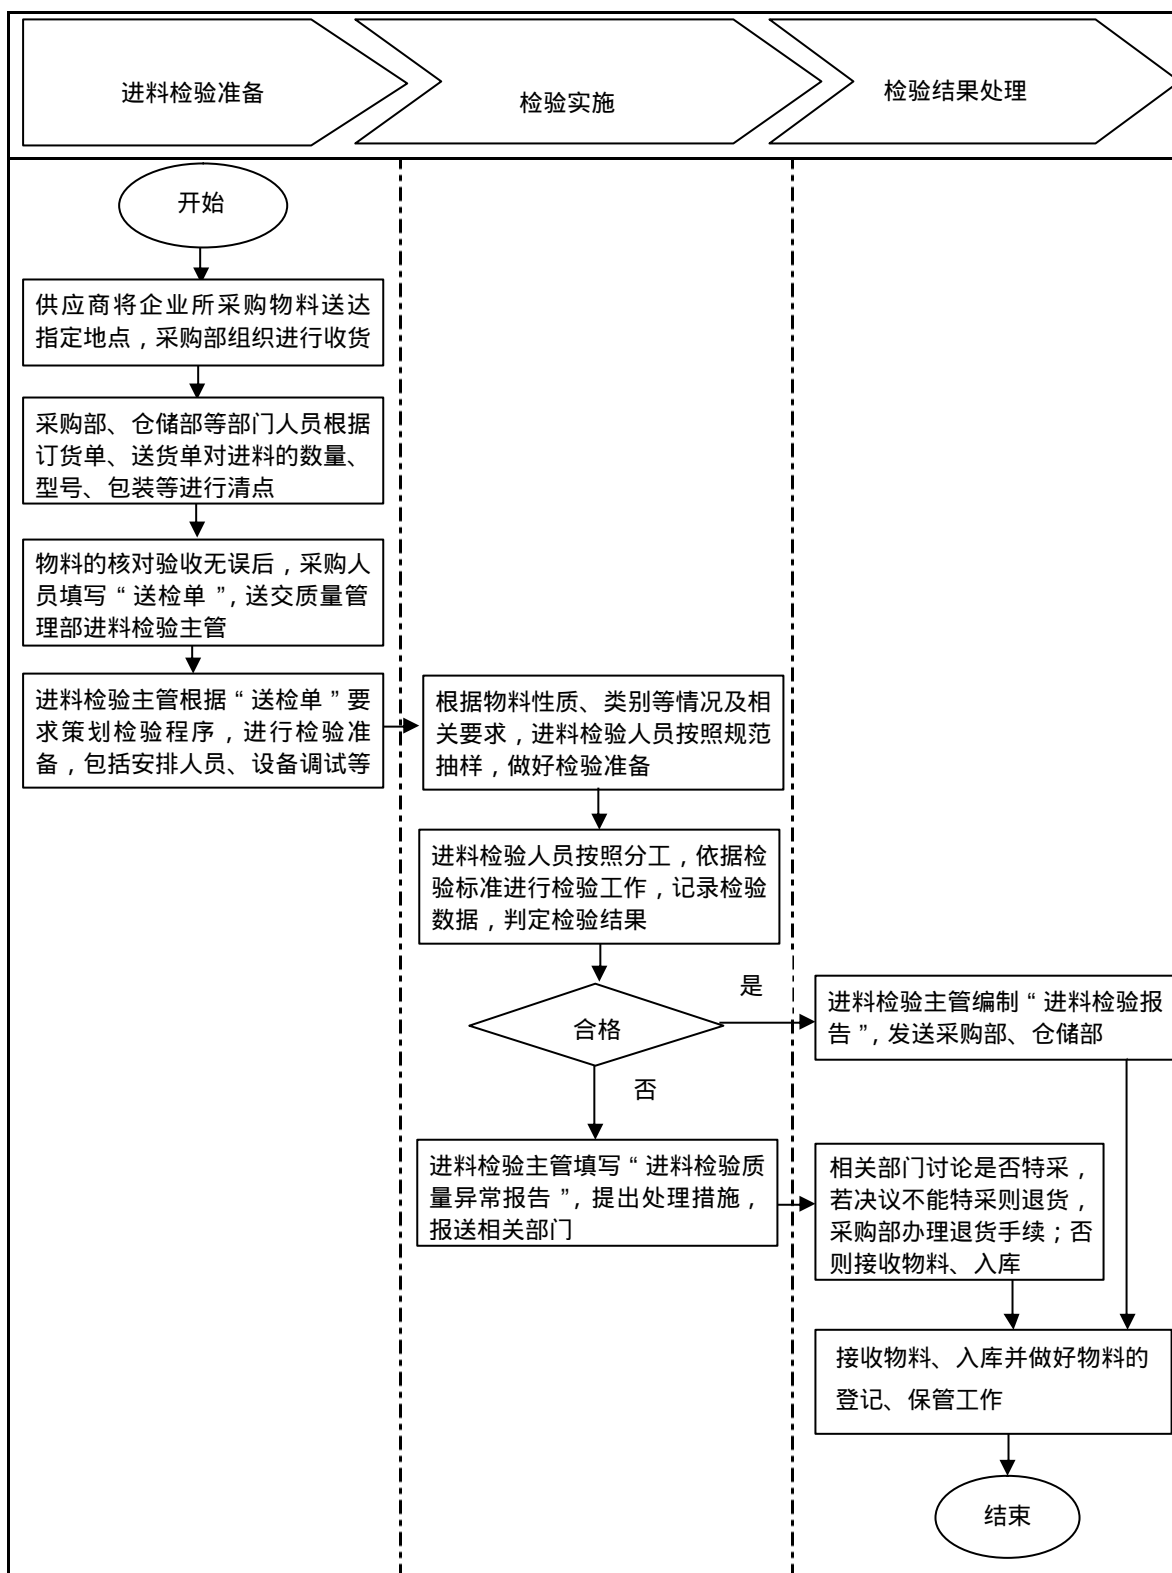 进料检验准备
检验实施
检验结果处理
开始
供应商将企业所采购物料送达
指定地点，采购部组织进行收货
采购部、仓储部等部门人员根据
订货单、送货单对进料的数量、
型号、包装等进行清点
物料的核对验收无误后，采购人
员填写“送检单”，送交质量管
理部进料检验主管
进料检验主管根据“送检单”要
求策划检验程序，进行检验准
备，包括安排人员、设备调试等
根据物料性质、类别等情况及相
关要求，进料检验人员按照规范
抽样，做好检验准备
进料检验人员按照分工，依据检
验标准进行检验工作，记录检验
数据，判定检验结果
合格
是
否
进料检验主管编制“进料检验报
告”，发送采购部、仓储部
进料检验主管填写“进料检验质
量异常报告”，提出处理措施，
报送相关部门
相关部门讨论是否特采，
若决议不能特采则退货，
采购部办理退货手续；否
则接收物料、入库
接收物料、入库并做好物料的
登记、保管工作
结束